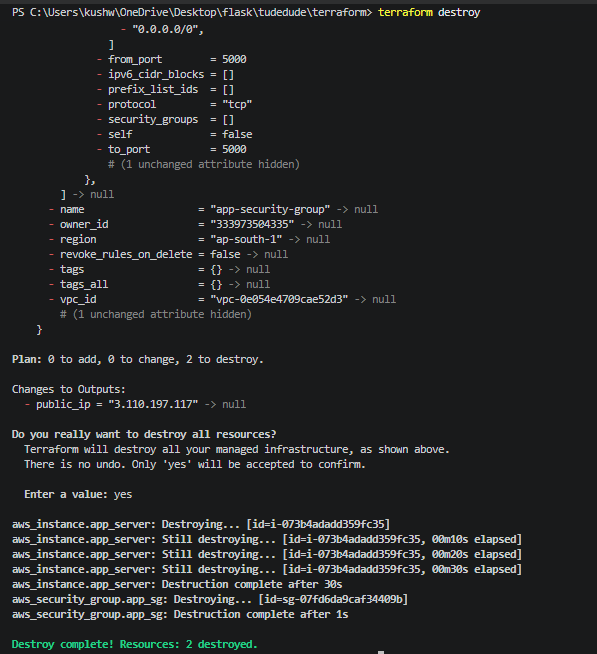 PS C:\Users\kushw\OneDrive\Desktop\flask\tudedude\terraform> terraform destroy
- "0.0.0.0/0",
]
- from_port = 5000
- ipv6_cidr_blocks = []
- prefix_list_ids = []
- protocol = "tcp"
- security_groups = []
- self = false
- to_port = 5000
# (1 unchanged attribute hidden)
},
] -> null
- name = "app-security-group" -> null
- owner_id = "333973504335" -> null
- region = "ap-south-1" -> null
- revoke_rules_on_delete = false -> null
- tags = {} -> null
- tags_all = {} -> null
- vpc_id = "vpc-0e054e4709cae52d3" -> null
# (1 unchanged attribute hidden)
}
Plan: 0 to add, 0 to change, 2 to destroy.
Changes to Outputs:
- public_ip = "3.110.197.117" -> null
Do you really want to destroy all resources?
Terraform will destroy all your managed infrastructure, as shown above.
There is no undo. Only 'yes' will be accepted to confirm.
Enter a value: yes
aws_instance.app_server: Destroying... [id=i-073b4adadd359fc35]
aws_instance.app_server: Still destroying... [id=i-073b4adadd359fc35, 00m10s elapsed]
aws_instance.app_server: Still destroying... [id=i-073b4adadd359fc35, 00m20s elapsed]
aws_instance.app_server: Still destroying... [id=i-073b4adadd359fc35, 00m30s elapsed]
aws_instance.app_server: Destruction complete after 30s
aws_security_group.app_sg: Destroying... [id=sg-07fd6da9caf34409b]
aws_security_group.app_sg: Destruction complete after 1s
Destroy complete! Resources: 2 destroyed.